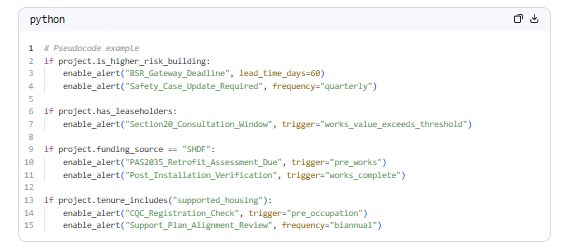 python
1 # Pseudocode example
2 if project.is_higher_risk_building:
3     enable_alert("BSR_Gateway_Deadline", lead_time_days=60)
4     enable_alert("Safety_Case_Update_Required", frequency="quarterly")
5
6 if project.has_leaseholders:
7     enable_alert("Section20_Consultation_Window", trigger="works_value_exceeds_threshold")
8
9 if project.funding_source == "SHDF":
10     enable_alert("PAS2035_Retrofit_Assessment_Due", trigger="pre_works")
11     enable_alert("Post_Installation_Verification", trigger="works_complete")
12
13 if project.tenure_includes("supported_housing"):
14     enable_alert("CQC_Registration_Check", trigger="pre_occupation")
15     enable_alert("Support_Plan_Alignment_Review", frequency="biannual")